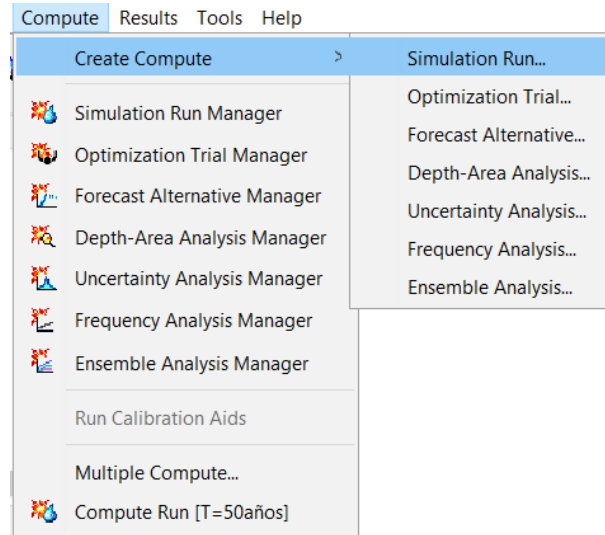 Compute Results Tools Help
Create Compute >
Simulation Run...
Optimization Trial...
Forecast Alternative...
Depth-Area Analysis...
Uncertainty Analysis...
Frequency Analysis...
Ensemble Analysis...
Simulation Run Manager
Optimization Trial Manager
Forecast Alternative Manager
Depth-Area Analysis Manager
Uncertainty Analysis Manager
Frequency Analysis Manager
Ensemble Analysis Manager
Run Calibration Aids
Multiple Compute...
Compute Run [T=50años]